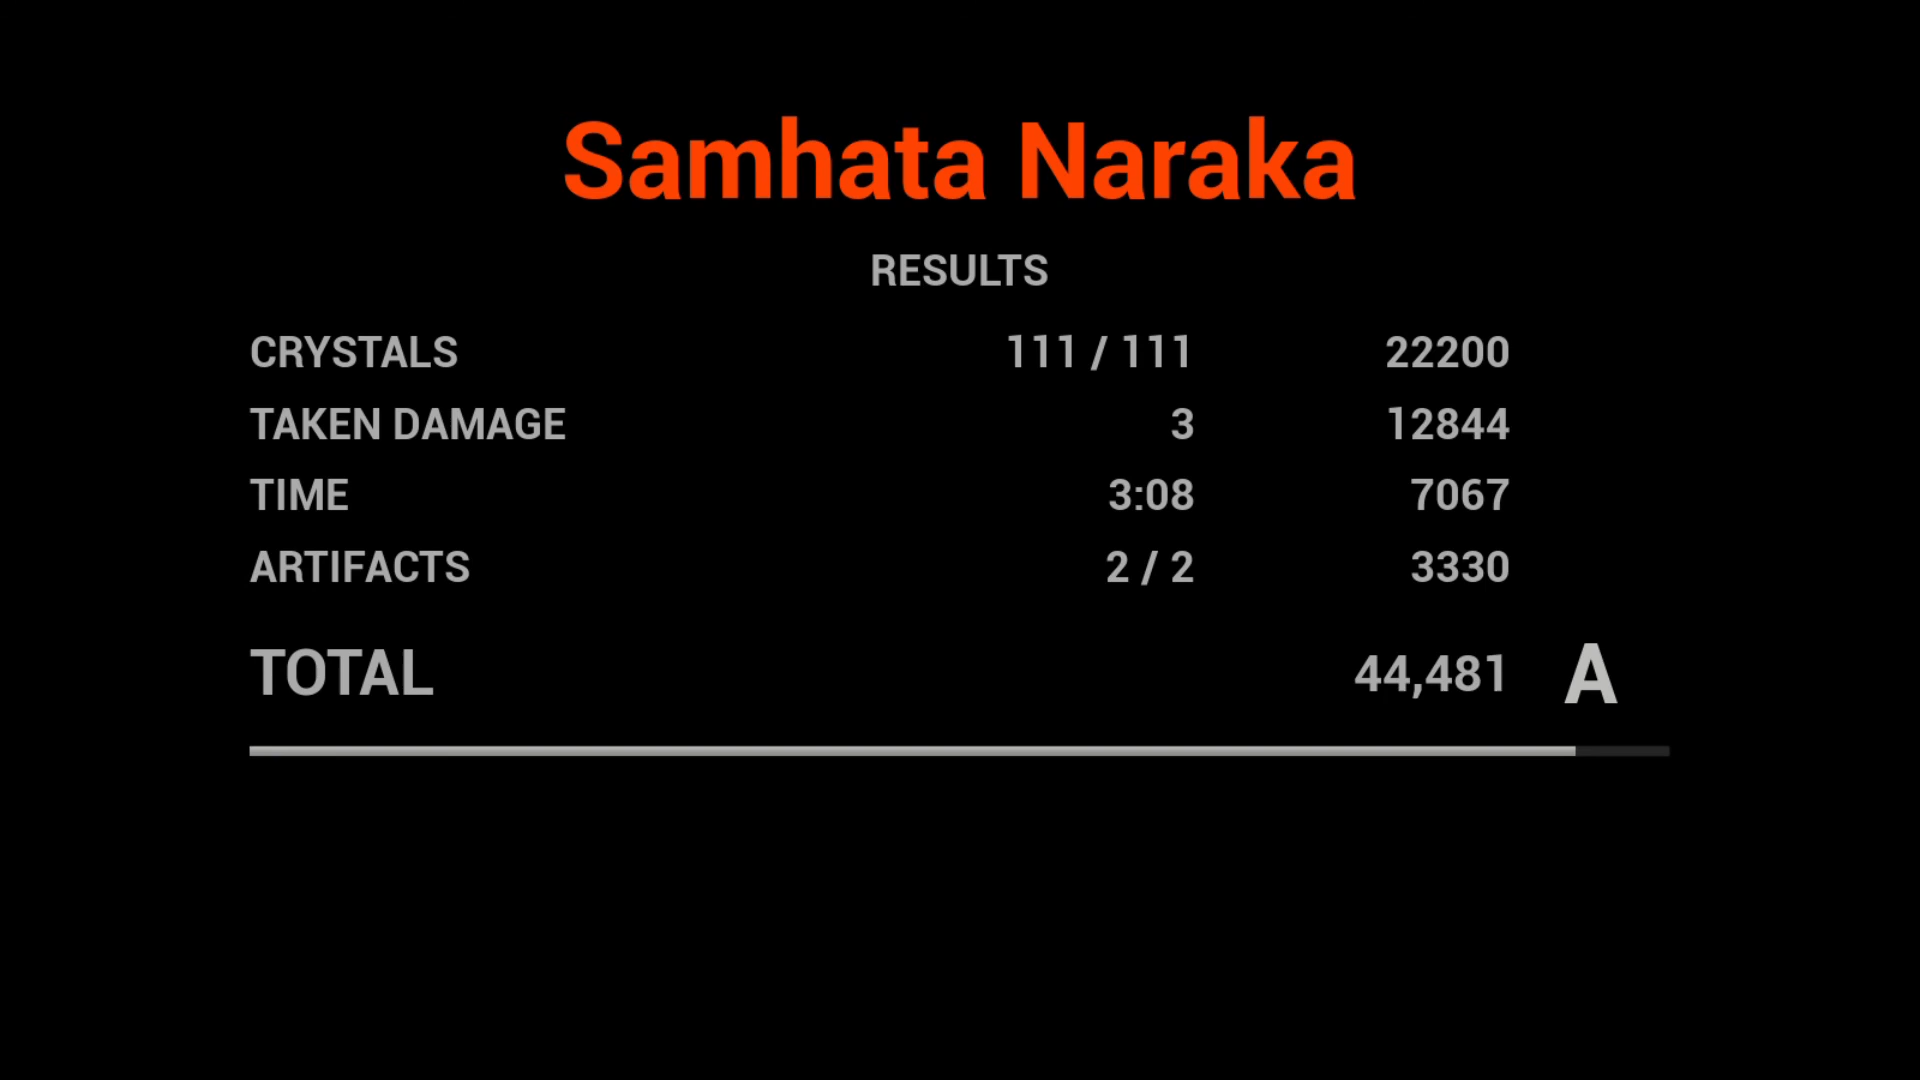 Samhata Naraka
RESULTS
CRYSTALS 111 / 111 22200
TAKEN DAMAGE 3 12844
TIME 3:08 7067
ARTIFACTS 2 / 2 3330
TOTAL 44,481 A